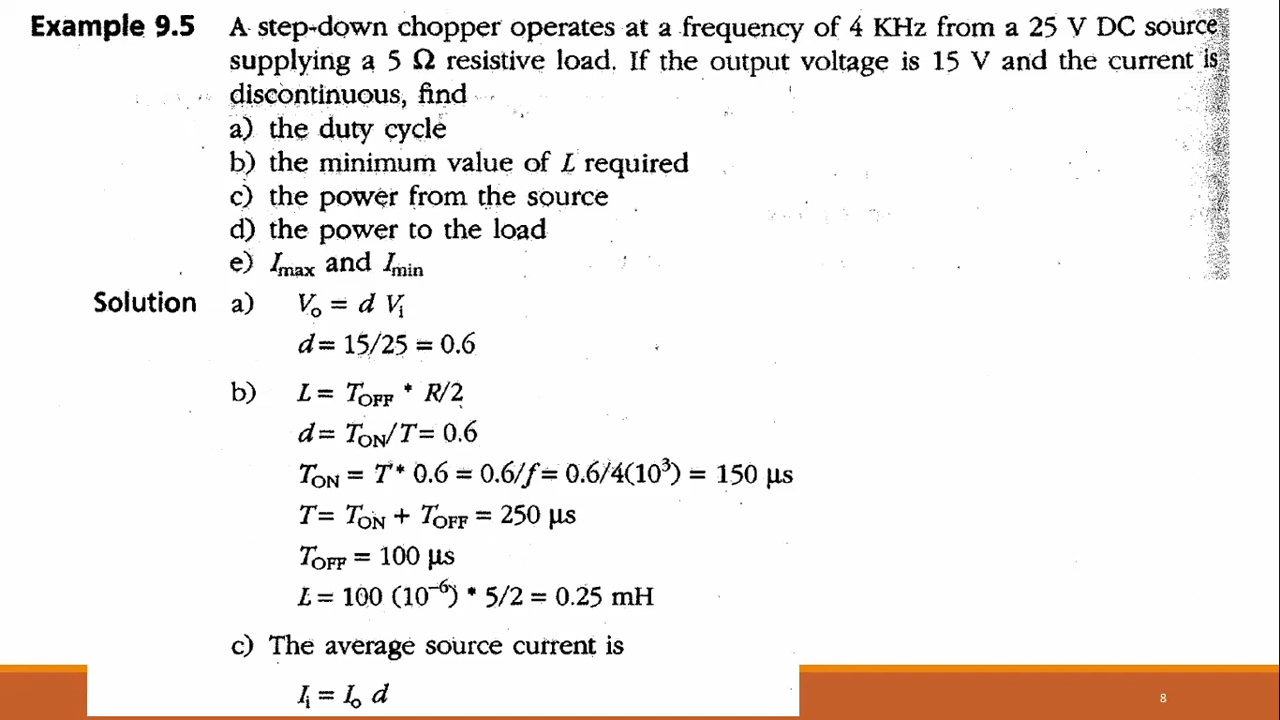 Example 9.5 A step-down chopper operates at a frequency of 4 KHz from a 25 V DC source
supplying a 5 Ω resistive load. If the output voltage is 15 V and the current is
discontinuous, find
a) the duty cycle
b) the minimum value of L required
c) the power from the source
d) the power to the load
e) Imax and Imin
Solution a) Vo = d Vi
d = 15/25 = 0.6
b) L = TOFF * R/2
d = TON/T = 0.6
TON = T * 0.6 = 0.6/f = 0.6/4(10³) = 150 μs
T = TON + TOFF = 250 μs
TOFF = 100 μs
L = 100 (10⁻⁶) * 5/2 = 0.25 mH
c) The average source current is
Ii = Io d
8